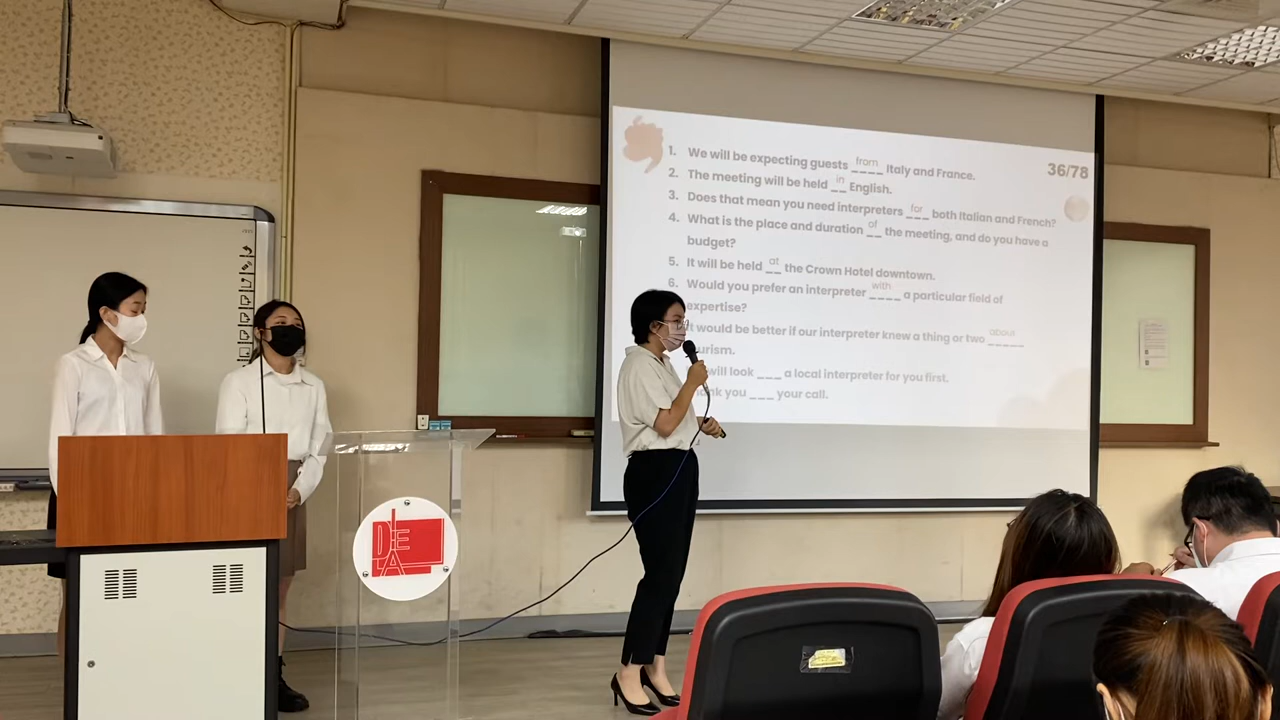 1. We will be expecting guests from Italy and France.
36/78
2. The meeting will be held in English.
3. Does that mean you need interpreters for both Italian and French?
4. What is the place and duration of the meeting, and do you have a
budget?
5. It will be held at the Crown Hotel downtown.
6. Would you prefer an interpreter with a particular field of
expertise?
It would be better if our interpreter knew a thing or two about
urism.
will look ___ a local interpreter for you first.
nk you ___ your call.